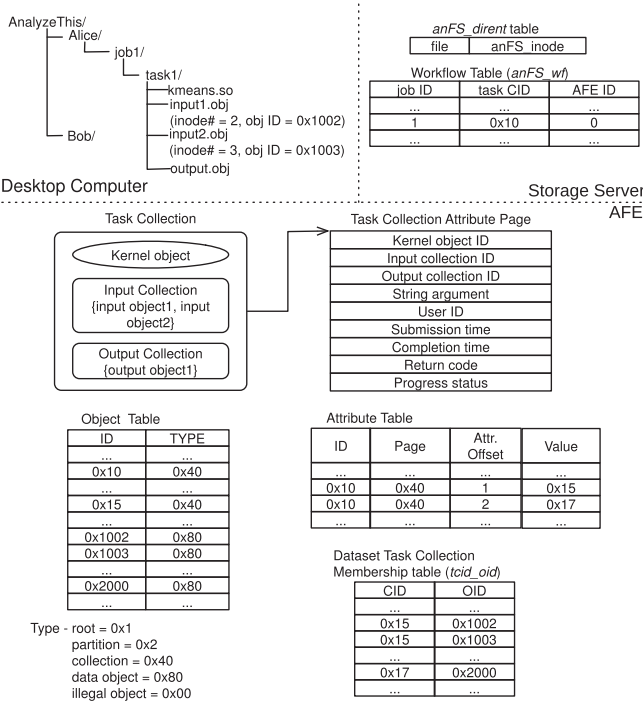 AnalyzeThis/
Alice/
job1/
task1/
kmeans.so
input1.obj
(inode# = 2, obj ID = 0x1002)
input2.obj
(inode# = 3, obj ID = 0x1003)
output.obj
Bob/
Desktop Computer
anFS_dirent table
file anFS_inode
Workflow Table (anFS_wf)
job ID task CID AFE ID
... ... ...
1 0x10 0
... ... ...
Storage Server
AFE
Task Collection
Kernel object
Input Collection
{input object1, input
object2}
Output Collection
{output object1}
Task Collection Attribute Page
Kernel object ID
Input collection ID
Output collection ID
String argument
User ID
Submission time
Completion time
Return code
Progress status
Object Table
ID TYPE
... ...
0x10 0x40
... ...
0x15 0x40
... ...
0x1002 0x80
0x1003 0x80
... ...
0x2000 0x80
... ...
Type - root = 0x1
partition = 0x2
collection = 0x40
data object = 0x80
illegal object = 0x00
Attribute Table
ID Page Attr. Offset Value
... ... ... ...
0x10 0x40 1 0x15
0x10 0x40 2 0x17
... ... ... ...
Dataset Task Collection
Membership table (tcid_oid)
CID OID
... ...
0x15 0x1002
0x15 0x1003
... ...
0x17 0x2000
... ...